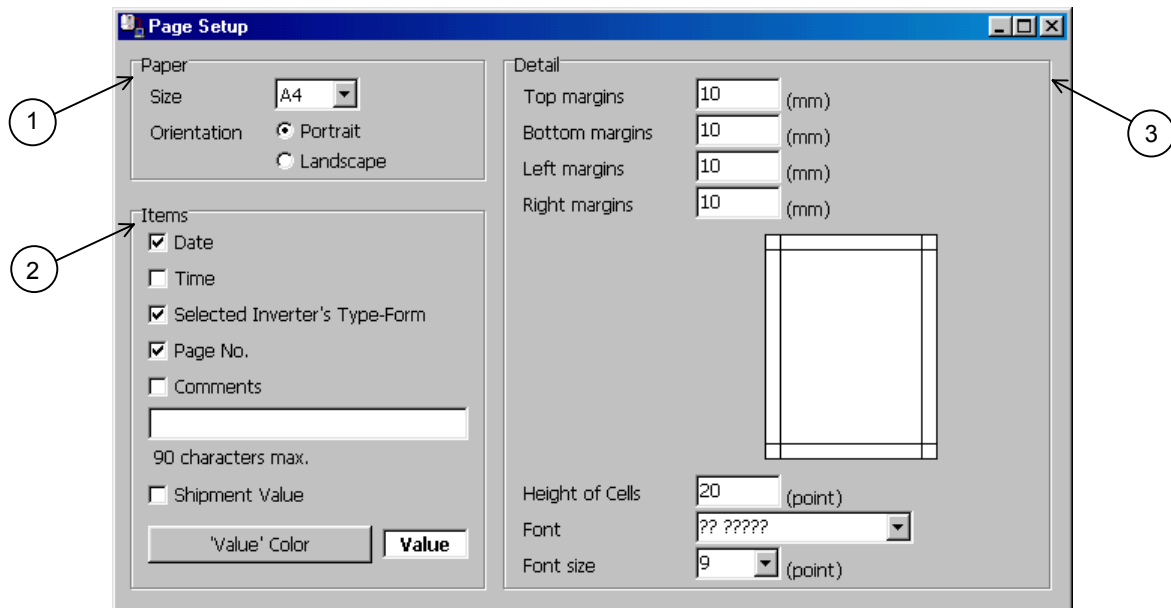 Page Setup
Paper
Size A4
Orientation Portrait
Landscape
1
Items
Date
Time
Selected Inverter's Type-Form
Page No.
Comments
90 characters max.
Shipment Value
'Value' Color Value
2
Detail
Top margins 10 (mm)
Bottom margins 10 (mm)
Left margins 10 (mm)
Right margins 10 (mm)
Height of Cells 20 (point)
Font ?? ?????
Font size 9 (point)
3